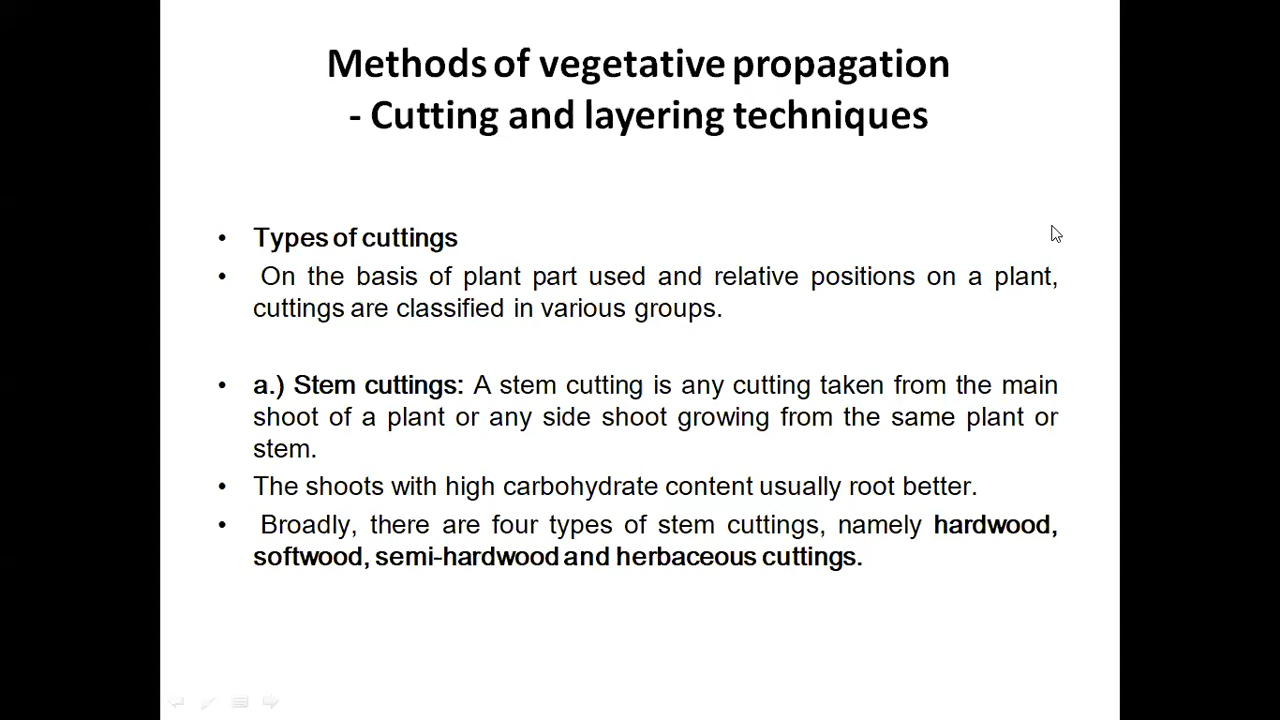 Methods of vegetative propagation
- Cutting and layering techniques
• Types of cuttings
• On the basis of plant part used and relative positions on a plant,
cuttings are classified in various groups.
• a.) Stem cuttings: A stem cutting is any cutting taken from the main
shoot of a plant or any side shoot growing from the same plant or
stem.
• The shoots with high carbohydrate content usually root better.
• Broadly, there are four types of stem cuttings, namely hardwood,
softwood, semi-hardwood and herbaceous cuttings.